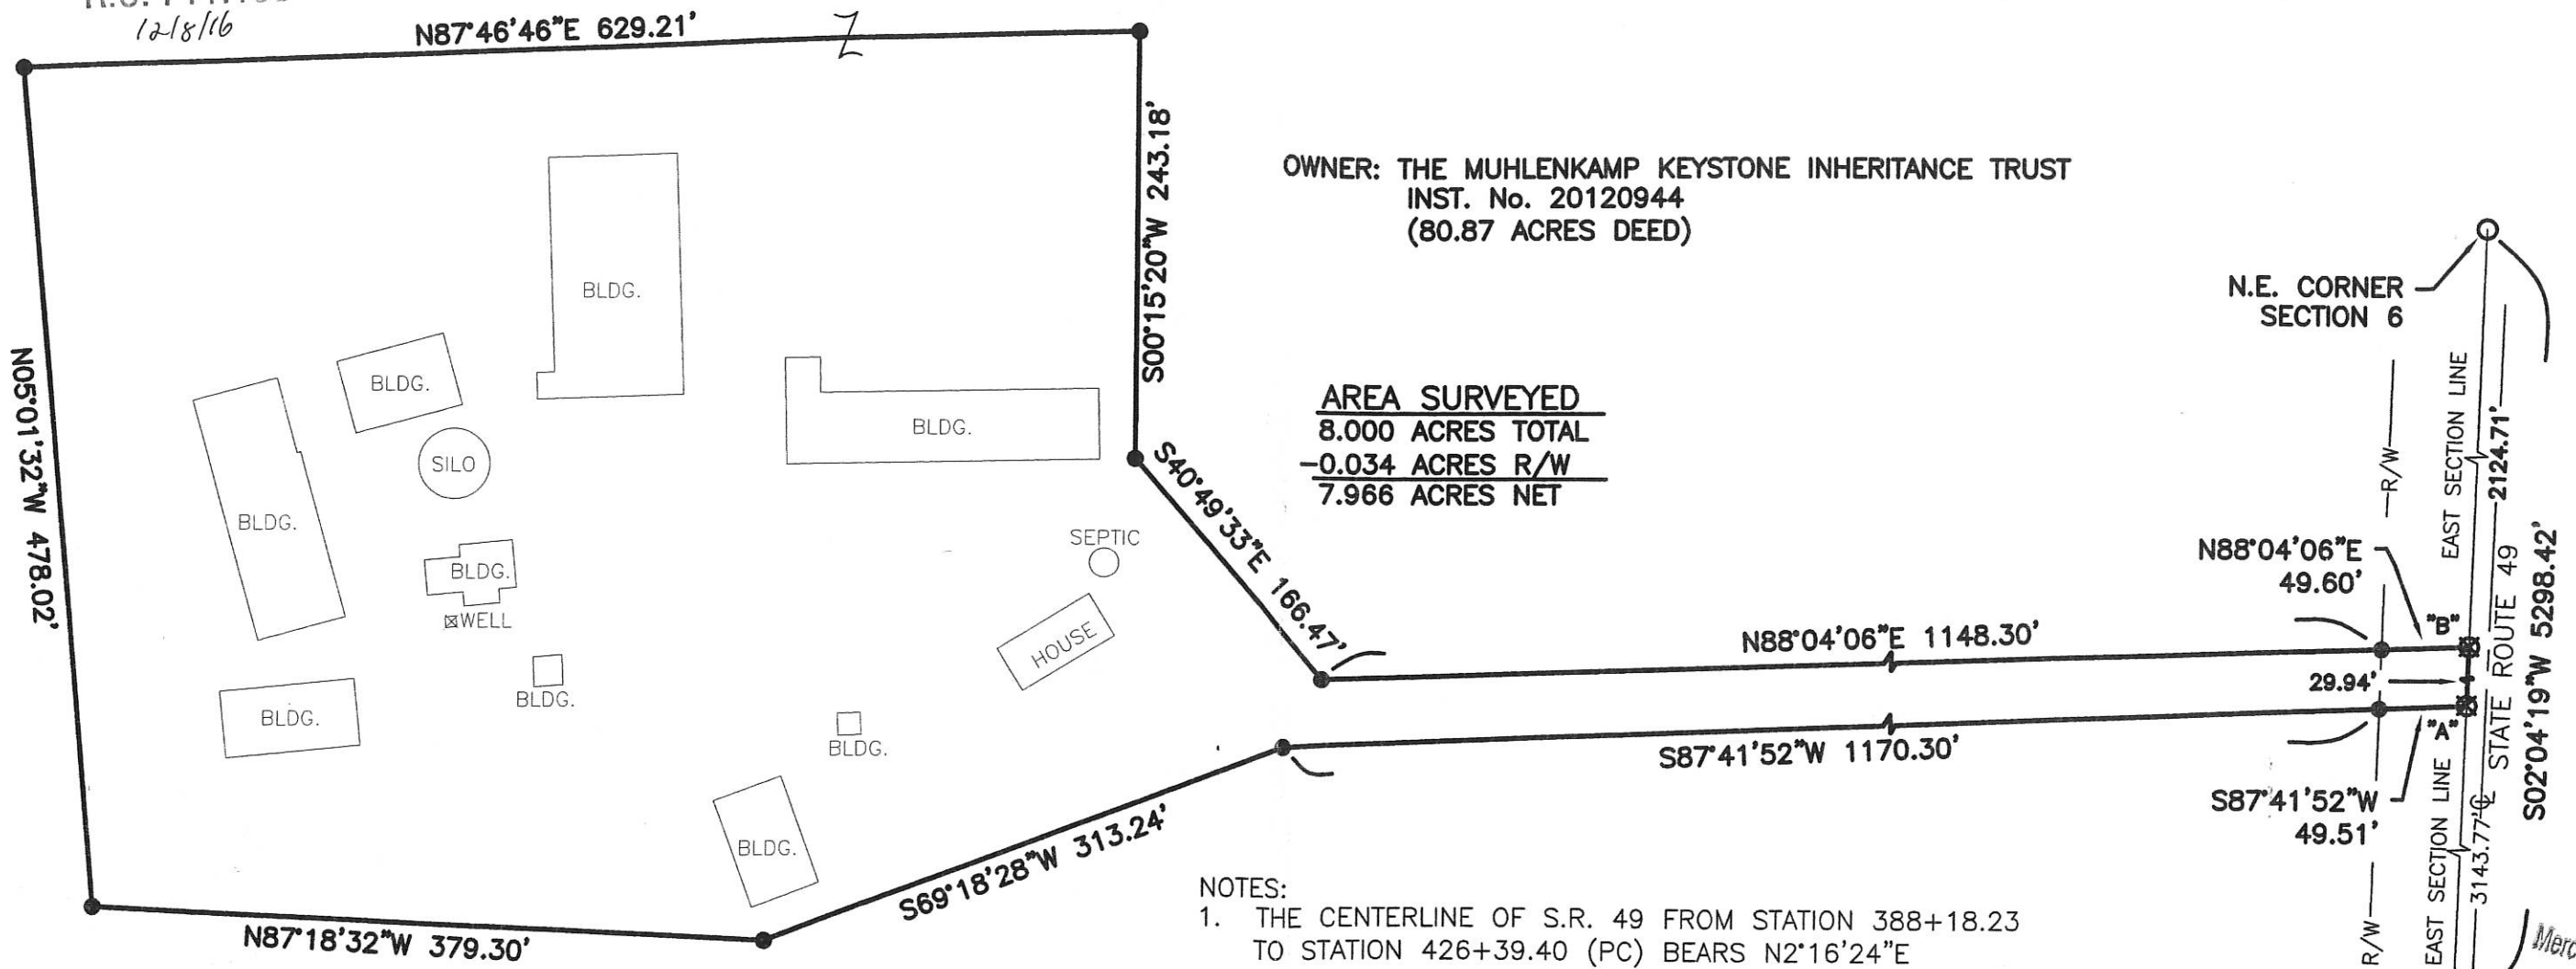 12/8/16
N87°46'46"E 629.21'
Z
S00°15'20"W 243.18'
OWNER: THE MUHLENKAMP KEYSTONE INHERITANCE TRUST
INST. No. 20120944
(80.87 ACRES DEED)
N.E. CORNER
SECTION 6
BLDG.
BLDG.
BLDG.
SILO
BLDG.
AREA SURVEYED
8.000 ACRES TOTAL
-0.034 ACRES R/W
7.966 ACRES NET
R/W
EAST SECTION LINE
2124.71'
N05°01'32"W 478.02'
S40°49'33"E 166.47'
SEPTIC
BLDG.
WELL
HOUSE
N88°04'06"E
49.60'
"B"
N88°04'06"E 1148.30'
29.94'
STATE ROUTE 49
S02°04'19"W 5298.42'
BLDG.
BLDG.
BLDG.
"A"
S87°41'52"W 1170.30'
S87°41'52"W
49.51'
BLDG.
S69°18'28"W 313.24'
N87°18'32"W 379.30'
R/W
EAST SECTION LINE
3143.77'
NOTES:
1. THE CENTERLINE OF S.R. 49 FROM STATION 388+18.23
TO STATION 426+39.40 (PC) BEARS N2°16'24"E